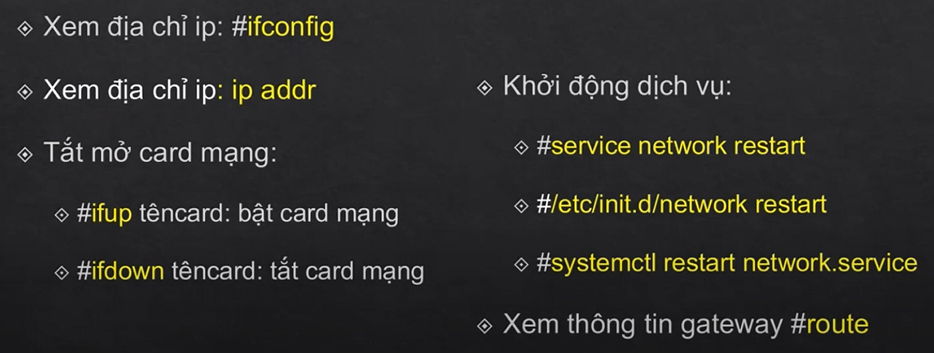 Xem địa chỉ ip: #ifconfig
Xem địa chỉ ip: ip addr
Tắt mở card mạng:
#ifup têncard: bật card mạng
#ifdown têncard: tắt card mạng
Khởi động dịch vụ:
#service network restart
#/etc/init.d/network restart
#systemctl restart network.service
Xem thông tin gateway #route